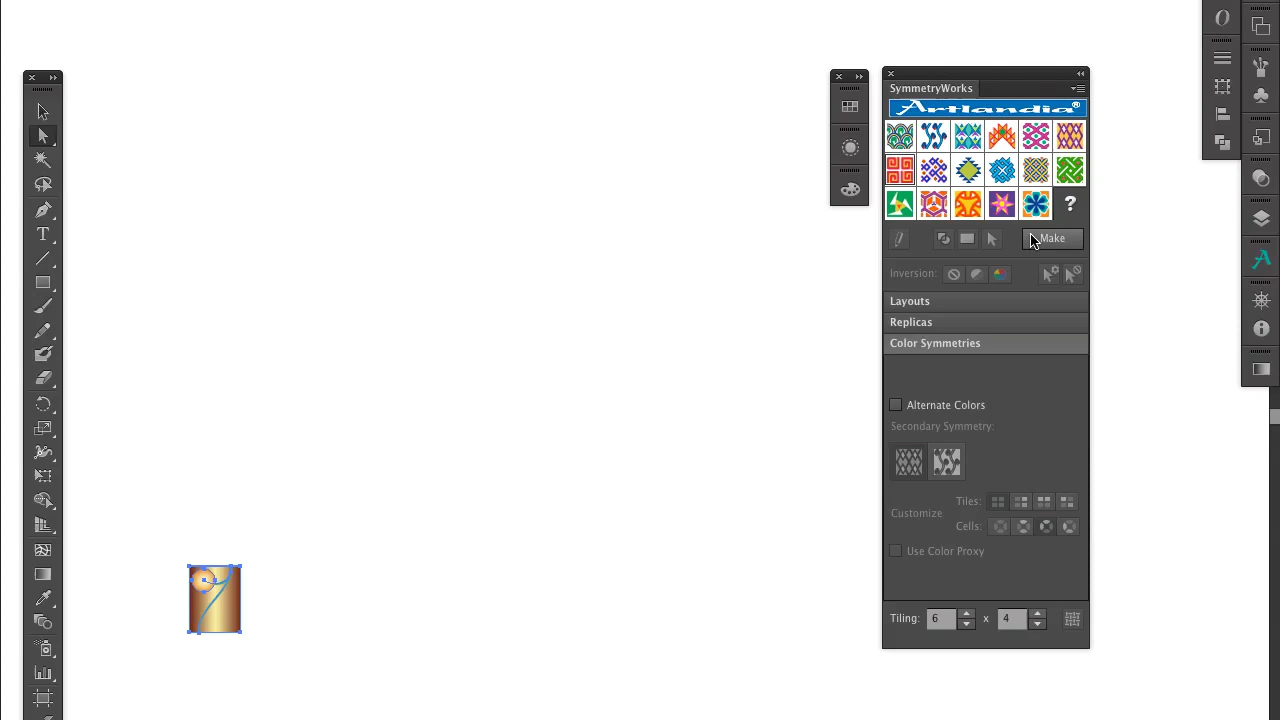 SymmetryWorks
Artlandia®
?
Make
Inversion:
Layouts
Replicas
Color Symmetries
Alternate Colors
Secondary Symmetry:
Tiles:
Customize
Cells:
Use Color Proxy
Tiling: 6 x 4